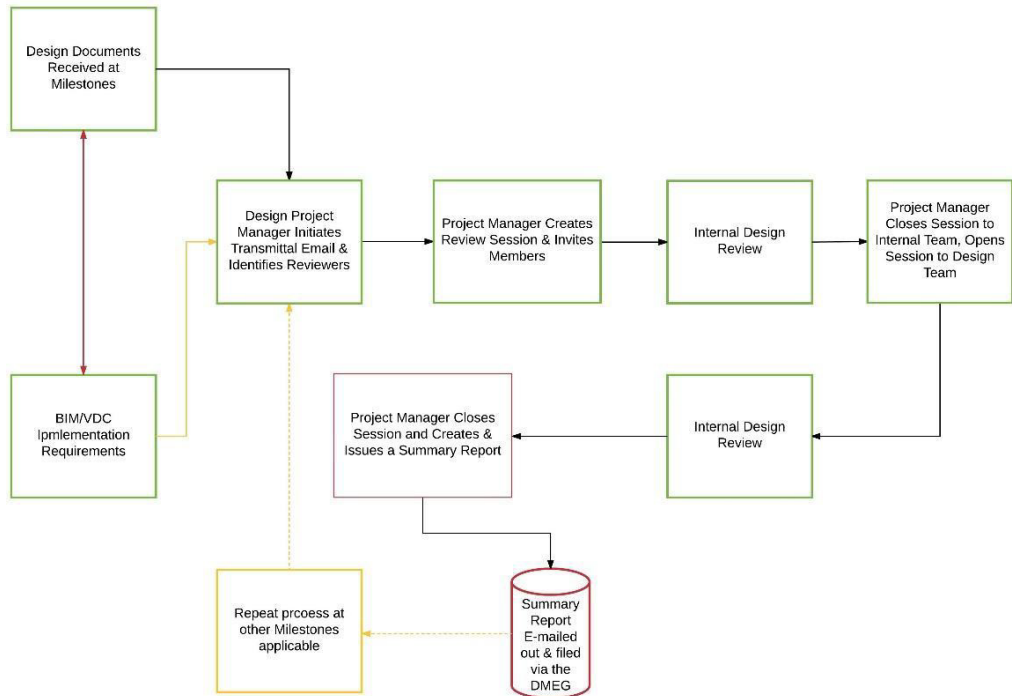 Design Documents
Received at
Milestones
Design Project
Manager Initiates
Transmittal Email &
Identifies Reviewers
Project Manager Creates
Review Session & Invites
Members
Internal Design
Review
Project Manager
Closes Session to
Internal Team, Opens
Session to Design
Team
BIM/VDC
Ipmlementation
Requirements
Project Manager Closes
Session and Creates &
Issues a Summary Report
Internal Design
Review
Repeat prcoess at
other Milestones
applicable
Summary
Report
E-mailed
out & filed
via the
DMEG